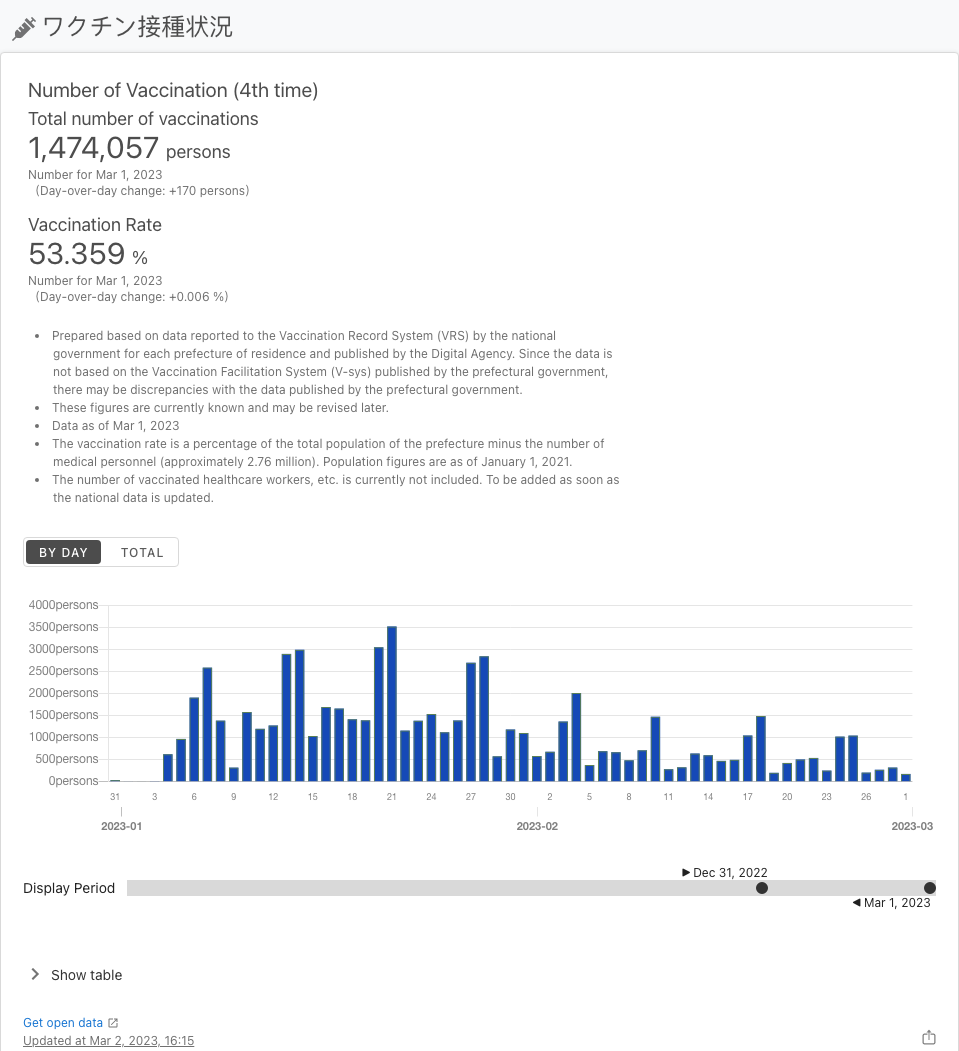 ワクチン接種状況
Number of Vaccination (4th time)
Total number of vaccinations
1,474,057 persons
Number for Mar 1, 2023
(Day-over-day change: +170 persons)
Vaccination Rate
53.359 %
Number for Mar 1, 2023
(Day-over-day change: +0.006 %)
• Prepared based on data reported to the Vaccination Record System (VRS) by the national
government for each prefecture of residence and published by the Digital Agency. Since the data is
not based on the Vaccination Facilitation System (V-sys) published by the prefectural government,
there may be discrepancies with the data published by the prefectural government.
• These figures are currently known and may be revised later.
• Data as of Mar 1, 2023
• The vaccination rate is a percentage of the total population of the prefecture minus the number of
medical personnel (approximately 2.76 million). Population figures are as of January 1, 2021.
• The number of vaccinated healthcare workers, etc. is currently not included. To be added as soon as
the national data is updated.
BY DAY TOTAL
4000persons
3500persons
3000persons
2500persons
2000persons
1500persons
1000persons
500persons
0persons
31 3 6 9 12 15 18 21 24 27 30 2 5 8 11 14 17 20 23 26 1
2023-01 2023-02 2023-03
Dec 31, 2022
Display Period
Mar 1, 2023
Show table
Get open data
Updated at Mar 2, 2023, 16:15